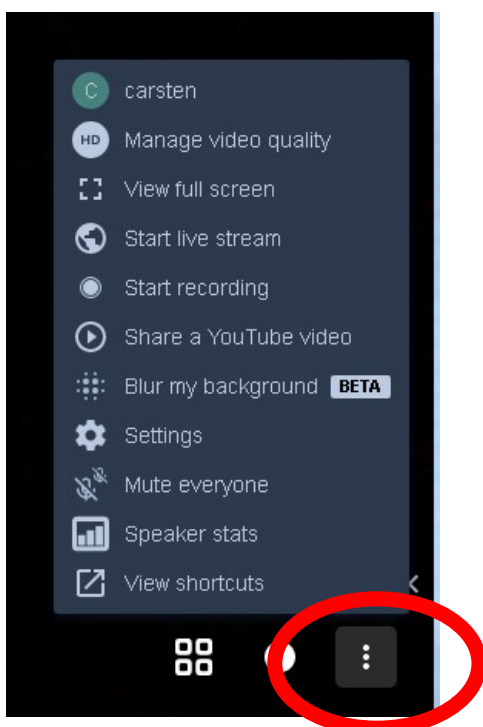 C carsten
HD Manage video quality
View full screen
Start live stream
Start recording
Share a YouTube video
Blur my background BETA
Settings
Mute everyone
Speaker stats
View shortcuts